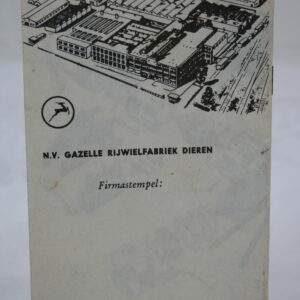 N.V. GAZELLE RIJWIELFABRIEK DIEREN
Firmastempel: